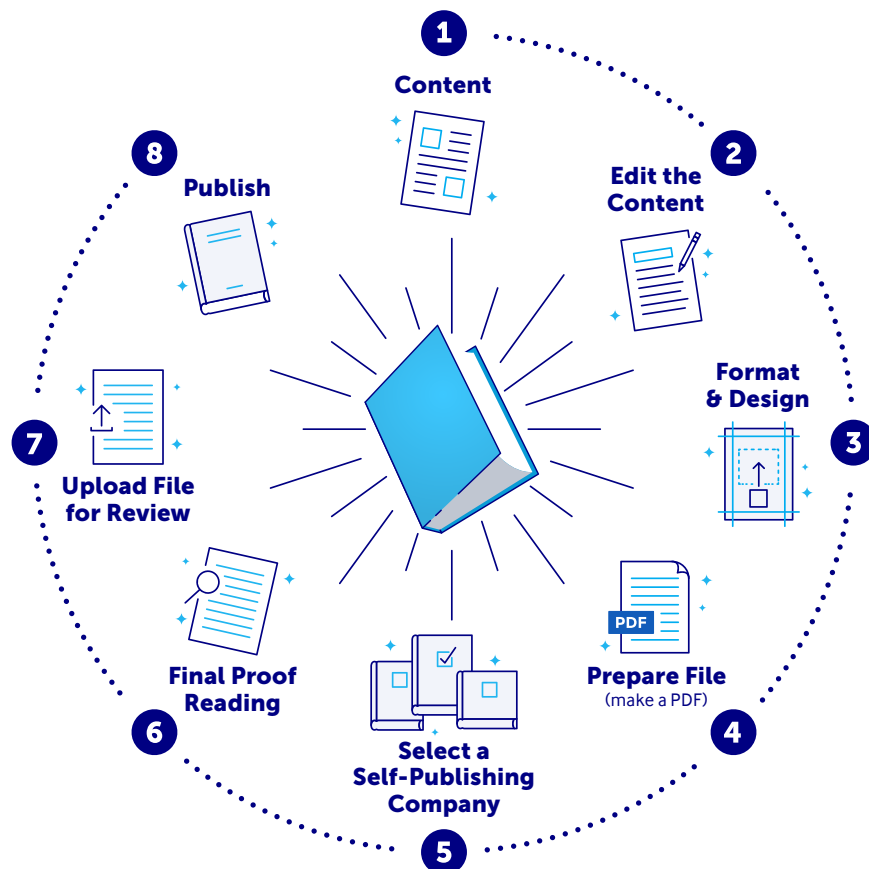 1
Content
2
Edit the
Content
3
Format
& Design
4
PDF
Prepare File
(make a PDF)
5
Select a
Self-Publishing
Company
6
Final Proof
Reading
7
Upload File
for Review
8
Publish